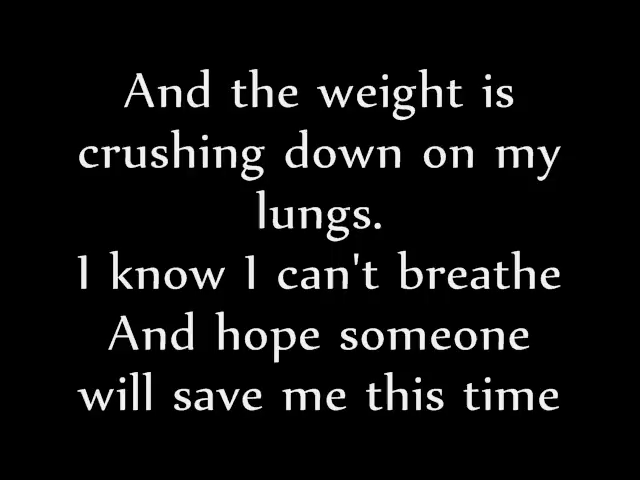 And the weight is
crushing down on my
lungs.
I know I can't breathe
And hope someone
will save me this time